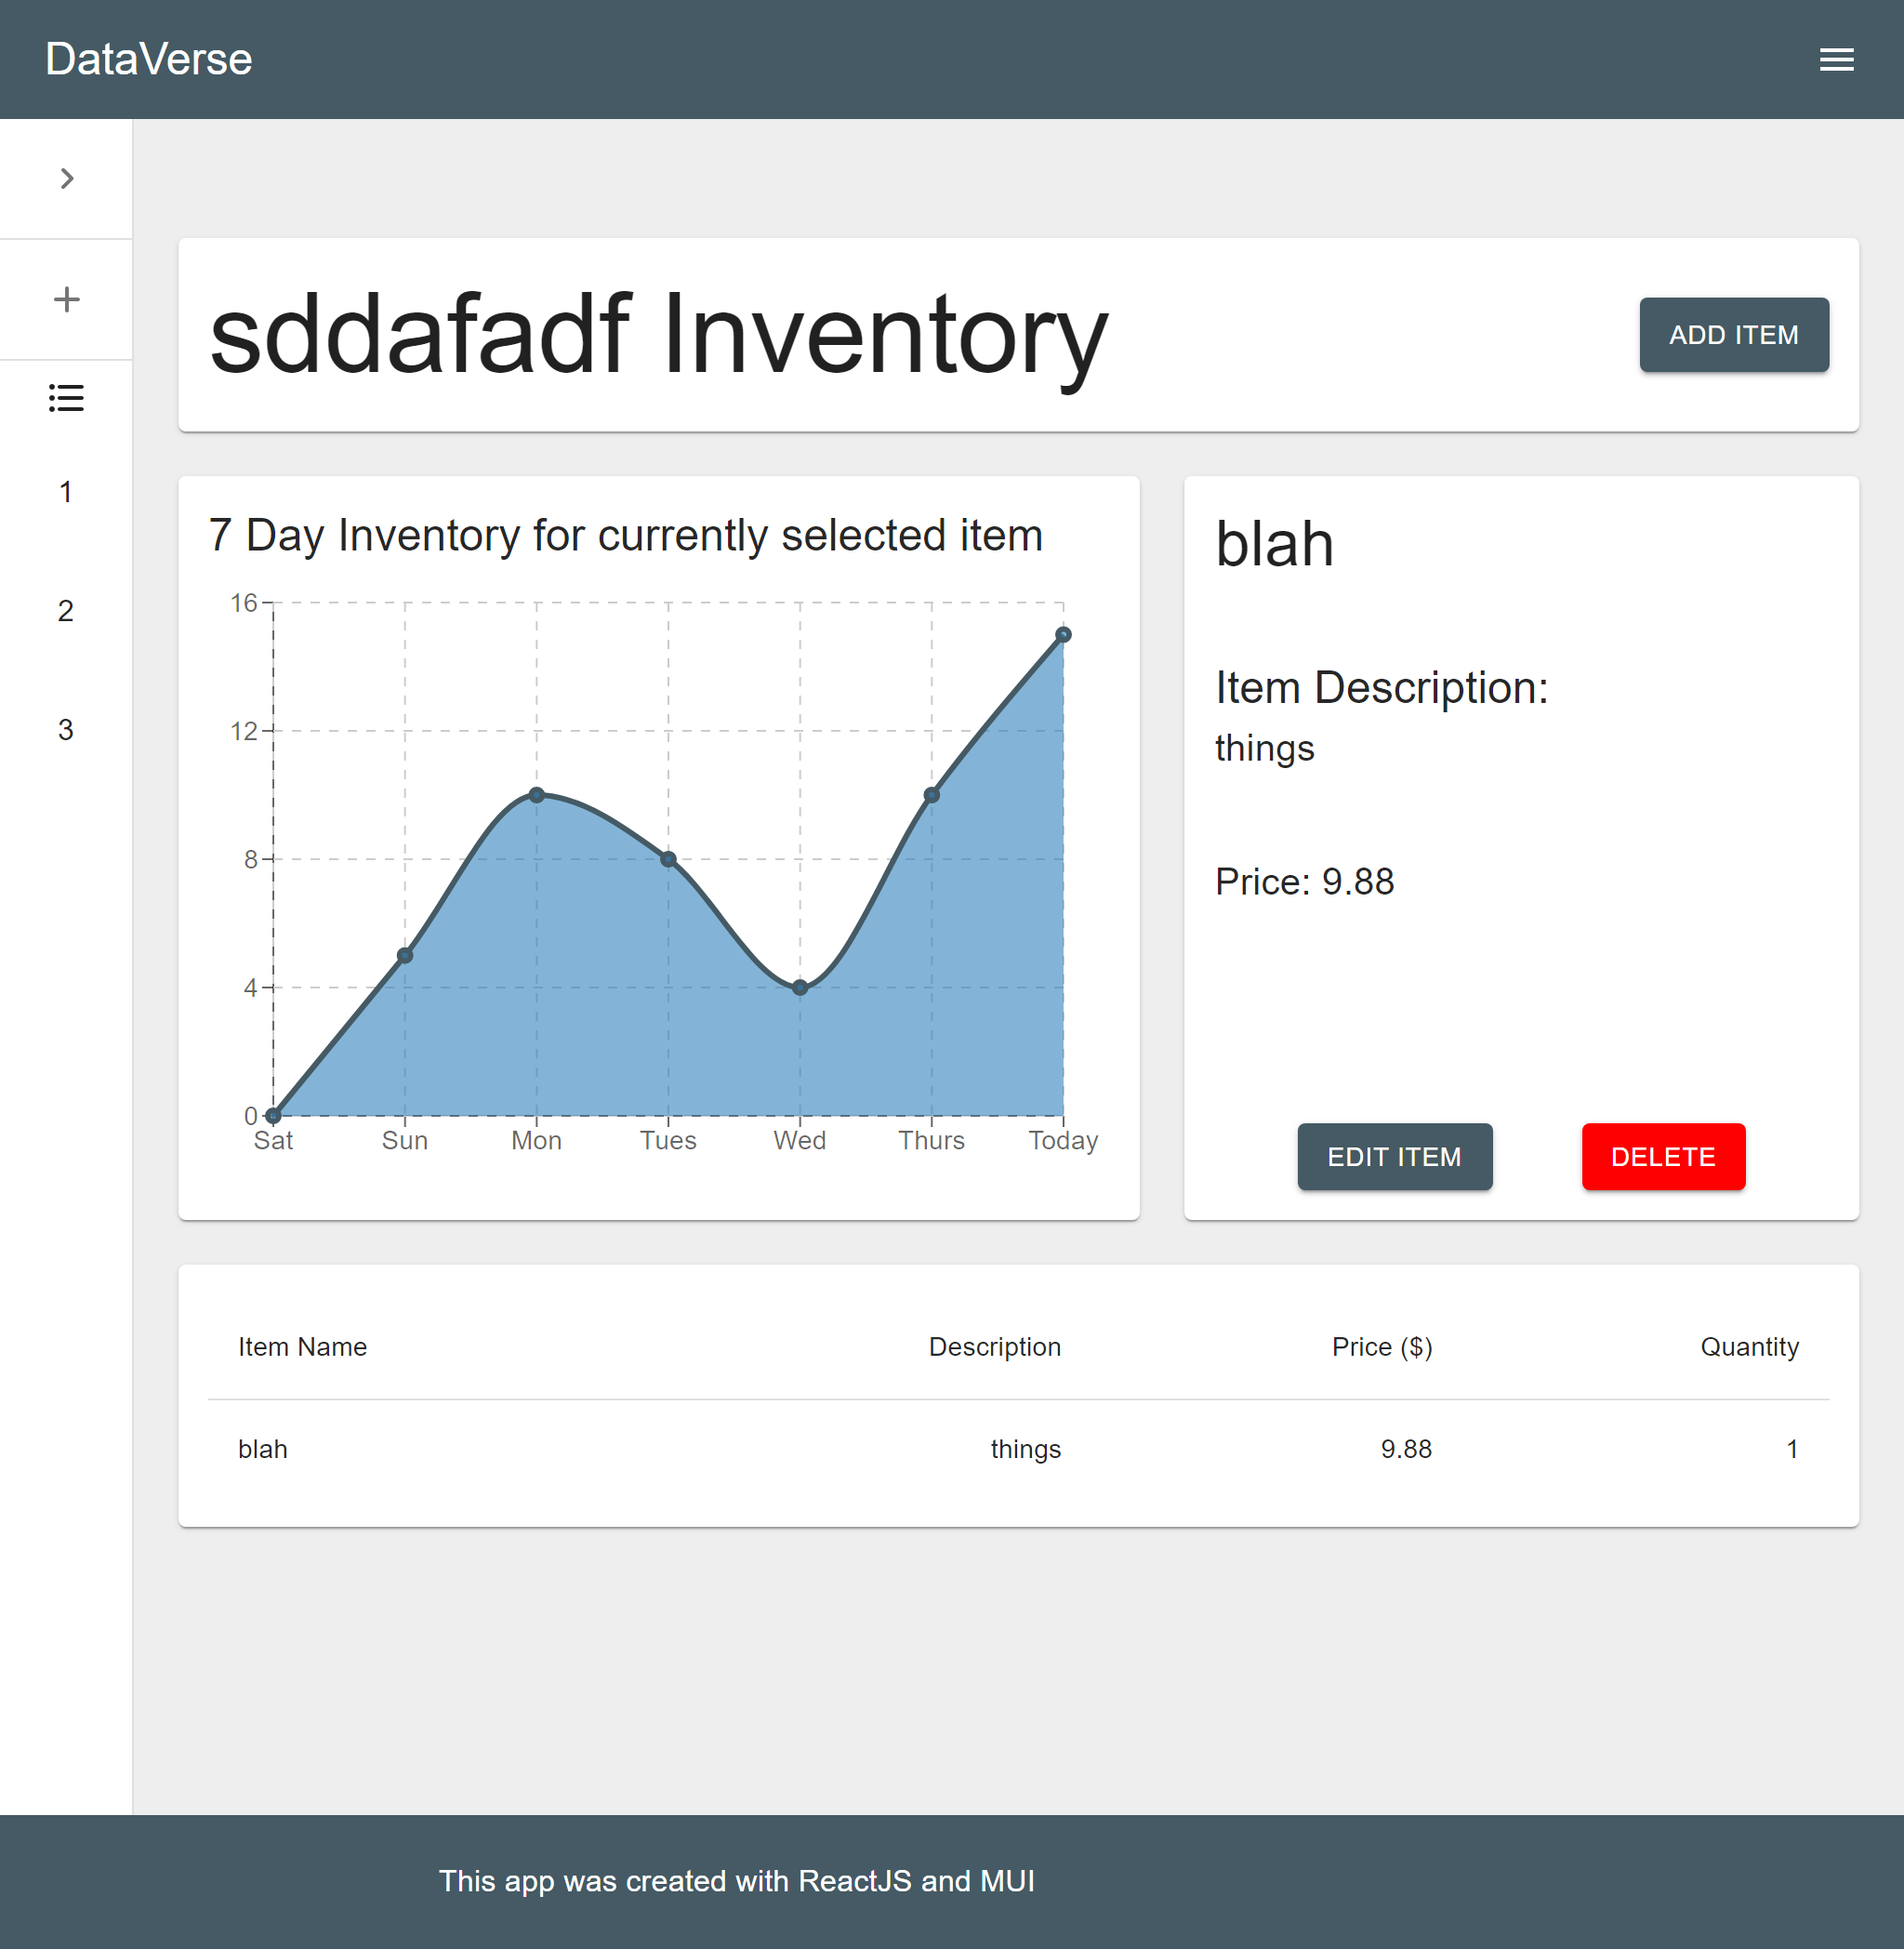 DataVerse
sddafadf Inventory
ADD ITEM
1
2
3
7 Day Inventory for currently selected item
16
12
8
4
0
Sat Sun Mon Tues Wed Thurs Today
blah
Item Description:
things
Price: 9.88
EDIT ITEM DELETE
Item Name Description Price ($) Quantity
blah things 9.88 1
This app was created with ReactJS and MUI